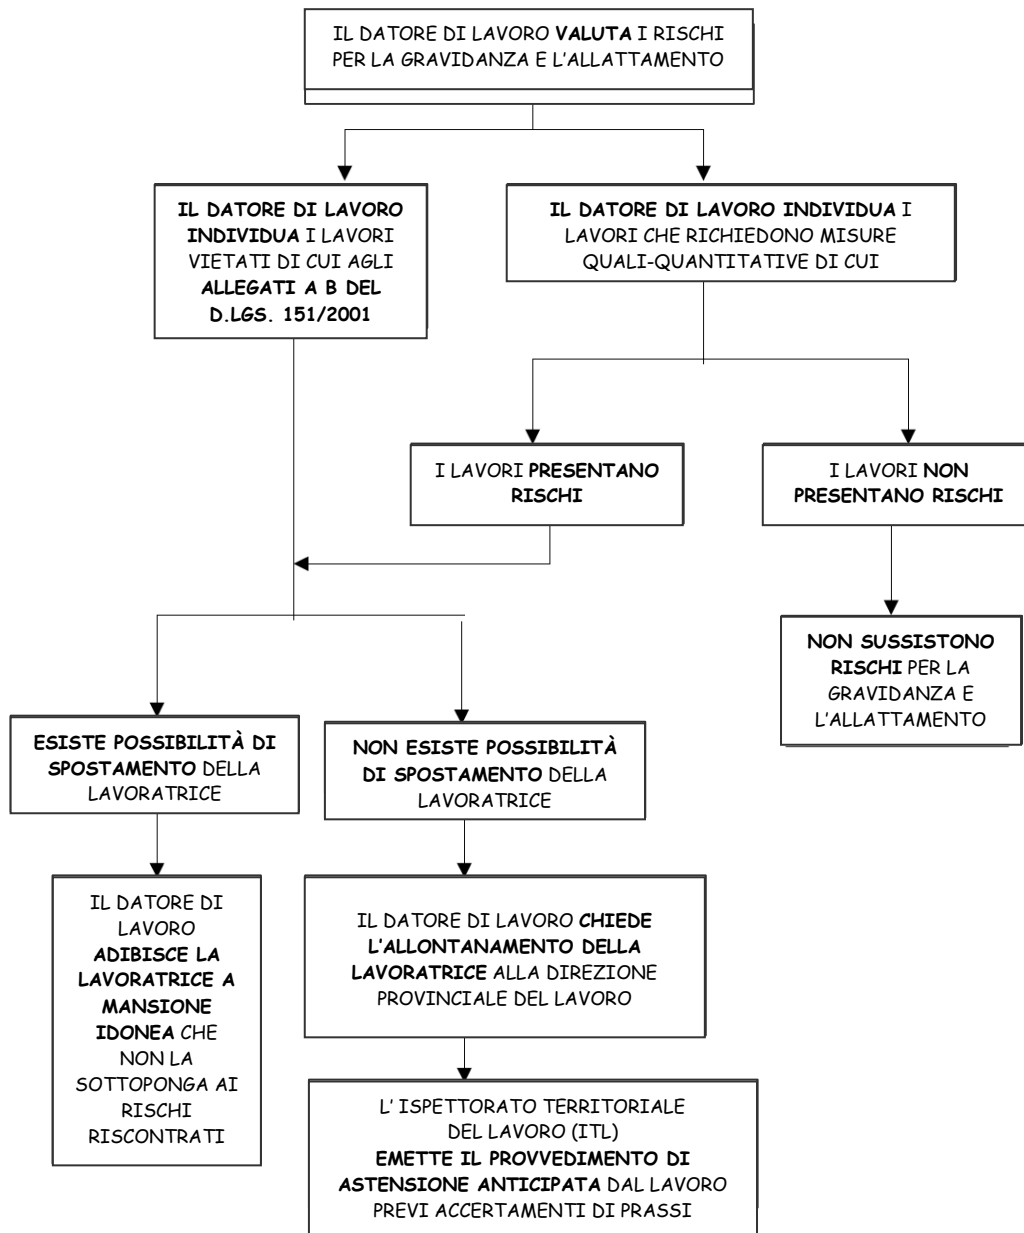 IL DATORE DI LAVORO VALUTA I RISCHI
PER LA GRAVIDANZA E L'ALLATTAMENTO
IL DATORE DI LAVORO
INDIVIDUA I LAVORI
VIETATI DI CUI AGLI
ALLEGATI A B DEL
D.LGS. 151/2001
IL DATORE DI LAVORO INDIVIDUA I
LAVORI CHE RICHIEDONO MISURE
QUALI-QUANTITATIVE DI CUI
I LAVORI PRESENTANO
RISCHI
I LAVORI NON
PRESENTANO RISCHI
NON SUSSISTONO
RISCHI PER LA
GRAVIDANZA E
L'ALLATTAMENTO
ESISTE POSSIBILITÀ DI
SPOSTAMENTO DELLA
LAVORATRICE
NON ESISTE POSSIBILITÀ
DI SPOSTAMENTO DELLA
LAVORATRICE
IL DATORE DI
LAVORO
ADIBISCE LA
LAVORATRICE A
MANSIONE
IDONEA CHE
NON LA
SOTTOPONGA AI
RISCHI
RISCONTRATI
IL DATORE DI LAVORO CHIEDE
L'ALLONTANAMENTO DELLA
LAVORATRICE ALLA DIREZIONE
PROVINCIALE DEL LAVORO
L' ISPETTORATO TERRITORIALE
DEL LAVORO (ITL)
EMETTE IL PROVVEDIMENTO DI
ASTENSIONE ANTICIPATA DAL LAVORO
PREVI ACCERTAMENTI DI PRASSI